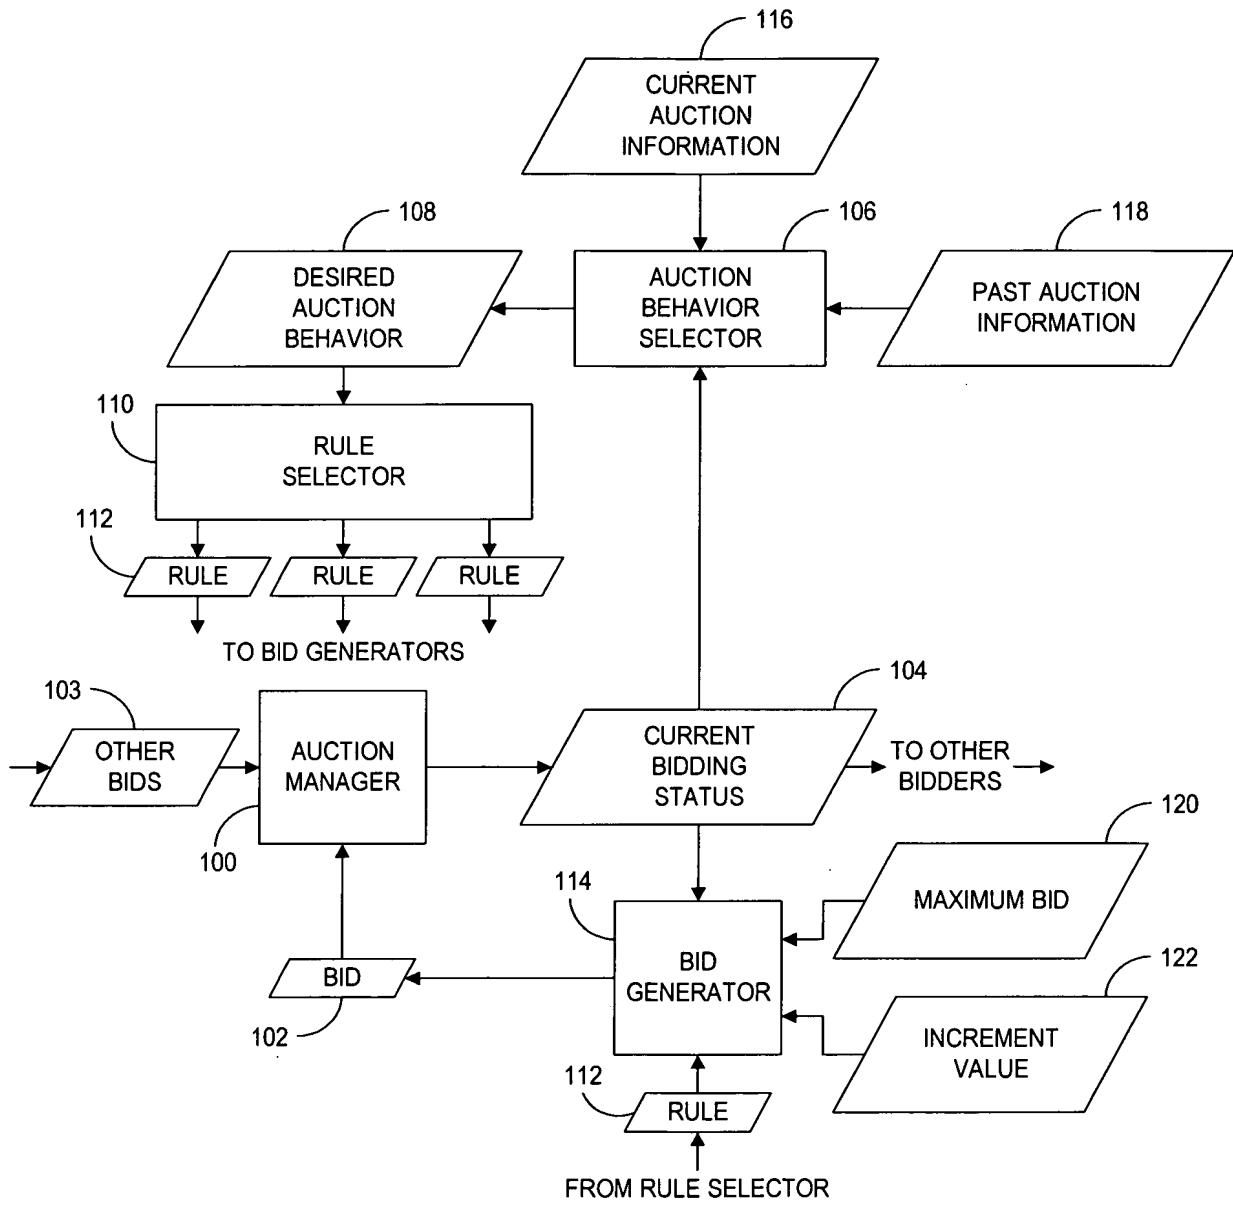 116
CURRENT
AUCTION
INFORMATION
108
106
118
DESIRED
AUCTION
BEHAVIOR
AUCTION
BEHAVIOR
SELECTOR
PAST AUCTION
INFORMATION
110
RULE
SELECTOR
112
RULE
RULE
RULE
TO BID GENERATORS
103
104
OTHER
BIDS
AUCTION
MANAGER
CURRENT
BIDDING
STATUS
TO OTHER
BIDDERS
100
120
114
MAXIMUM BID
BID
BID
GENERATOR
122
102
INCREMENT
VALUE
112
RULE
FROM RULE SELECTOR